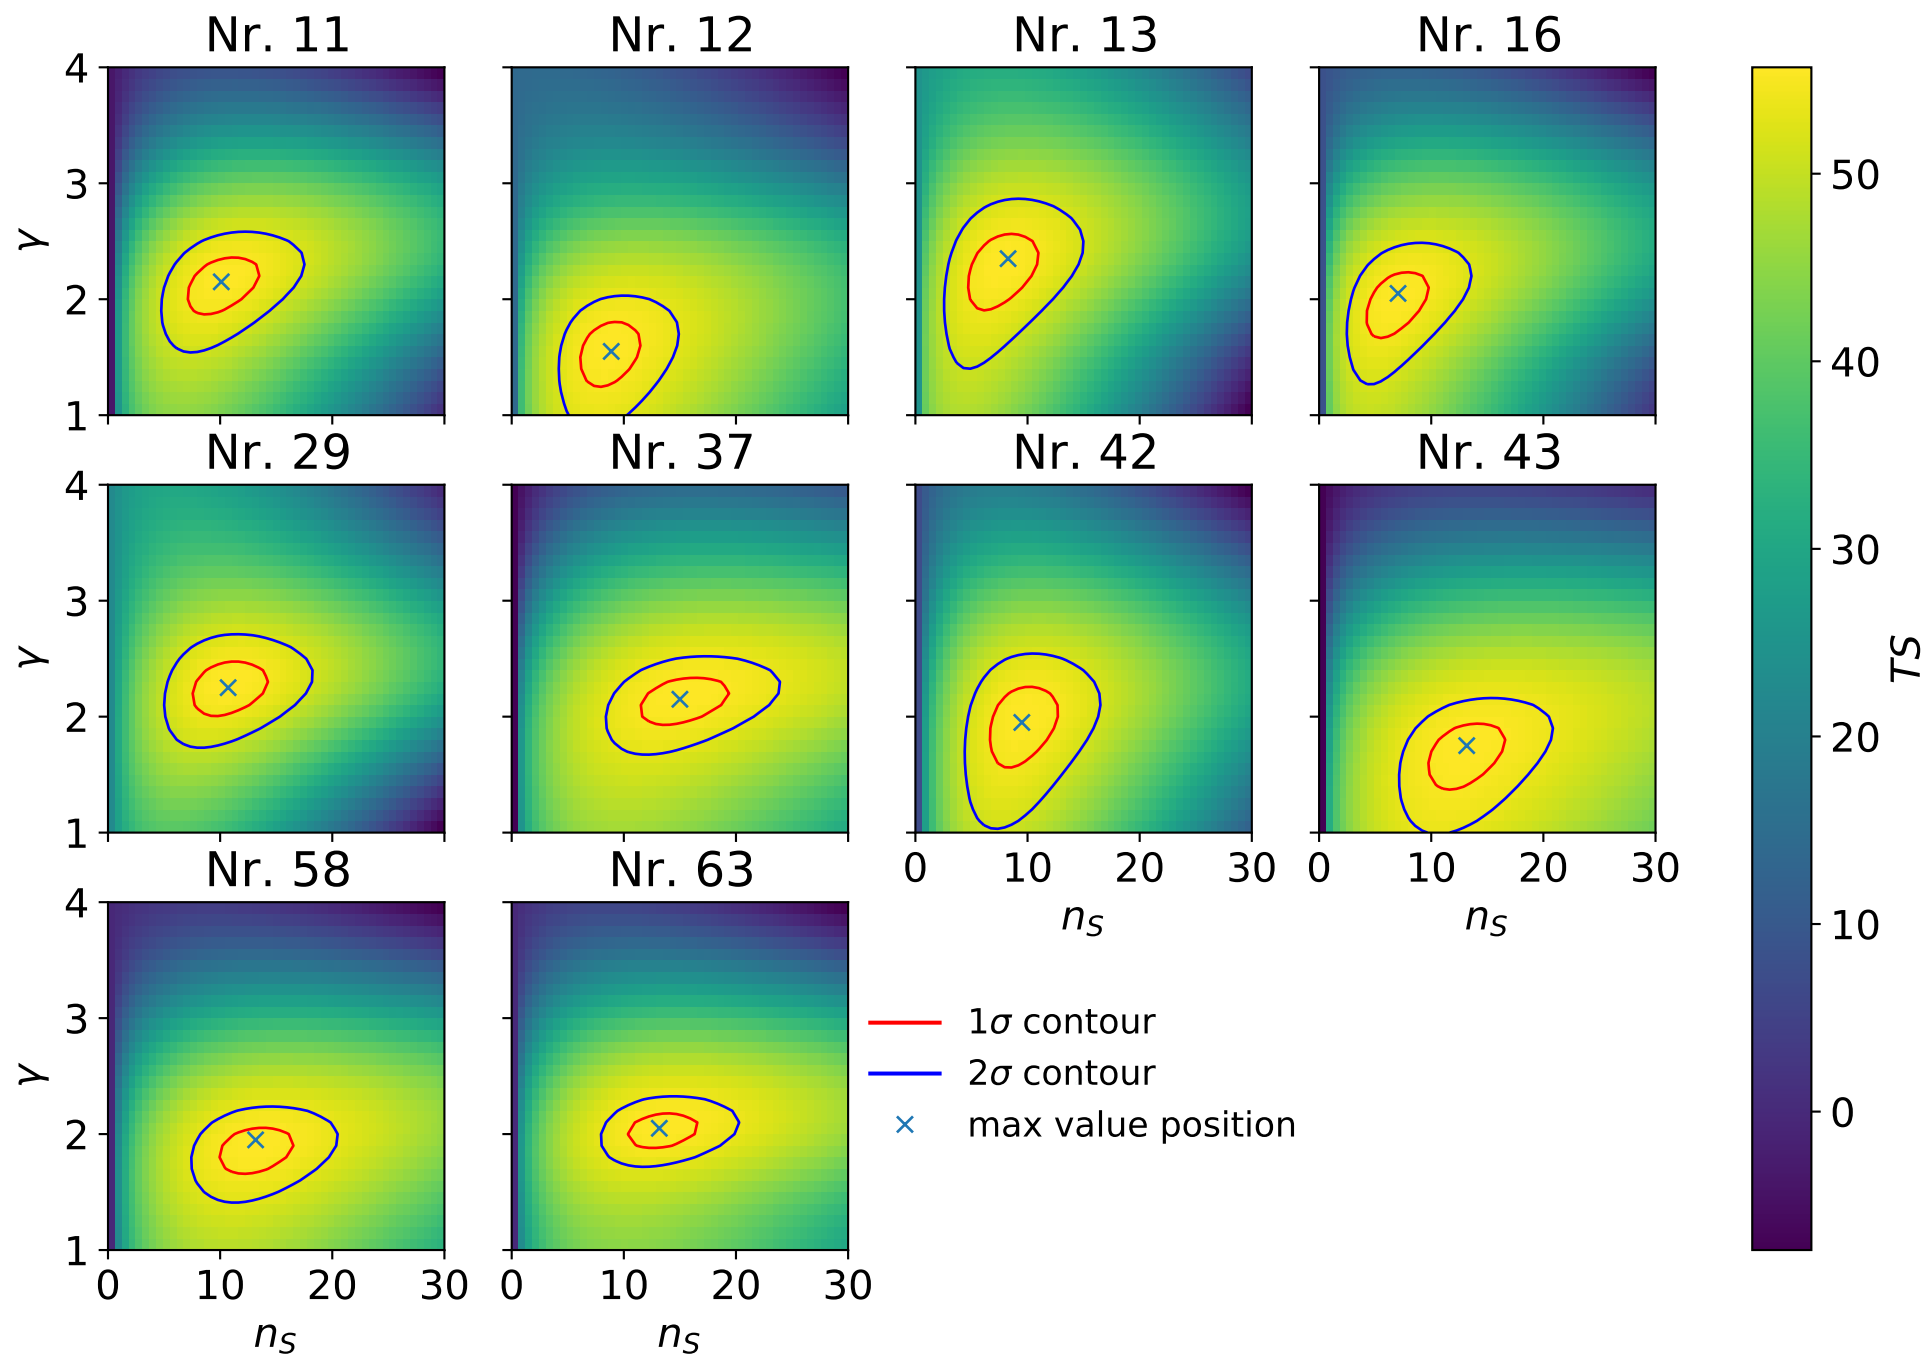 Nr. 11 Nr. 12 Nr. 13 Nr. 16
4
3
γ
2
1
50
40
Nr. 29 Nr. 37 Nr. 42 Nr. 43
4
3
γ
2
1
30
TS
20
0 10 20 30 0 10 20 30
n_S n_S
10
0
Nr. 58 Nr. 63
4
3
γ
2
1
0 10 20 30 0 10 20 30
n_S n_S
1σ contour
2σ contour
max value position